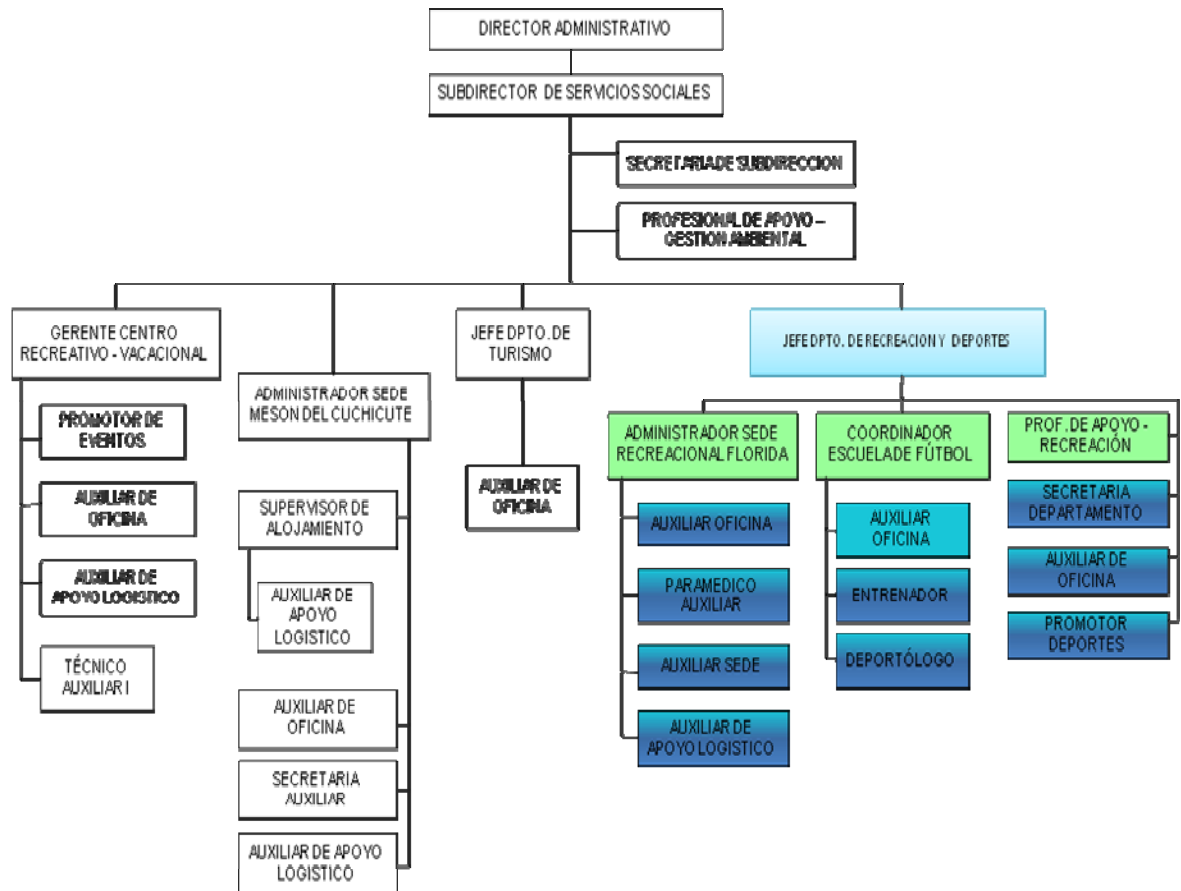 DIRECTOR ADMINISTRATIVO
SUBDIRECTOR DE SERVICIOS SOCIALES
SECRETARIA DE SUBDIRECCION
PROFESIONAL DE APOYO –
GESTION AMBIENTAL
GERENTE CENTRO
RECREATIVO - VACACIONAL
PROMOTOR DE
EVENTOS
AUXILIAR DE
OFICINA
AUXILIAR DE
APOYO LOGISTICO
TÉCNICO
AUXILIAR I
ADMINISTRADOR SEDE
MESON DEL CUCHICUTE
SUPERVISOR DE
ALOJAMIENTO
AUXILIAR DE
APOYO
LOGISTICO
AUXILIAR DE
OFICINA
SECRETARIA
AUXILIAR
AUXILIAR DE APOYO
LOGISTICO
JEFE DPTO. DE
TURISMO
AUXILIAR DE
OFICINA
JEFE DPTO. DE RECREACION Y DEPORTES
ADMINISTRADOR SEDE
RECREACIONAL FLORIDA
AUXILIAR OFICINA
PARAMEDICO
AUXILIAR
AUXILIAR SEDE
AUXILIAR DE
APOYO LOGISTICO
COORDINADOR
ESCUELA DE FÚTBOL
AUXILIAR
OFICINA
ENTRENADOR
DEPORTÓLOGO
PROF. DE APOYO -
RECREACIÓN
SECRETARIA
DEPARTAMENTO
AUXILIAR DE
OFICINA
PROMOTOR
DEPORTES